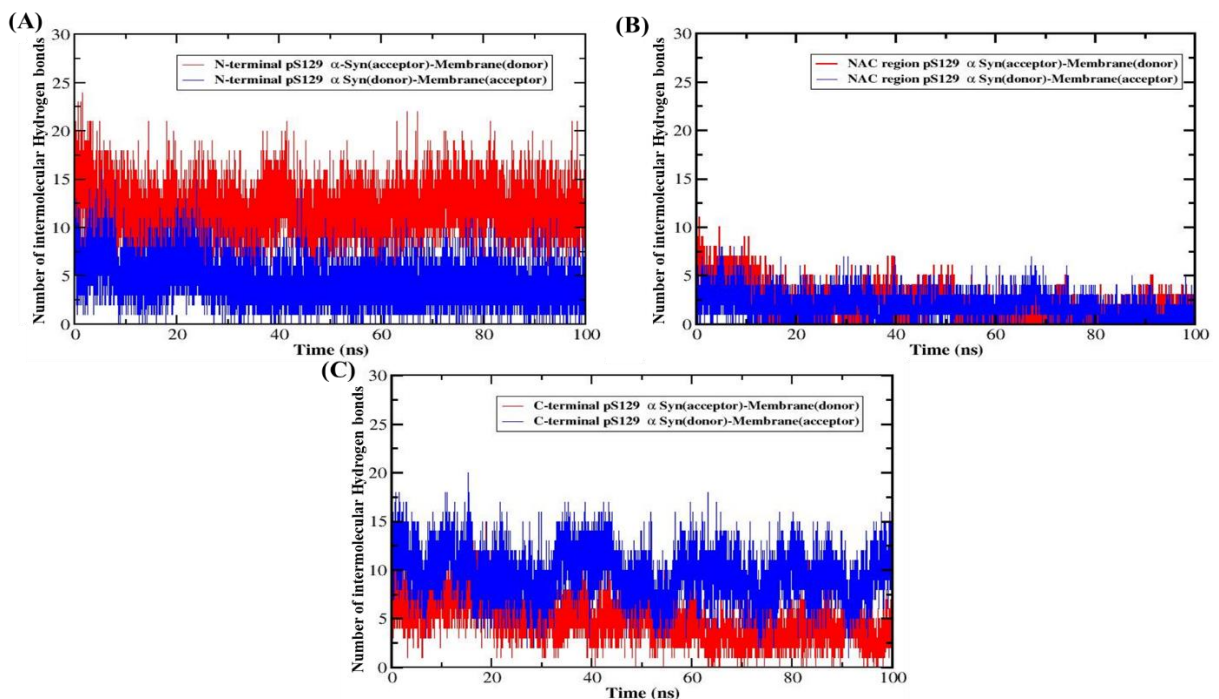 (A)
Number of intermolecular Hydrogen bonds
30
25
20
15
10
5
0
N-terminal pS129 α-Syn(acceptor)-Membrane(donor)
N-terminal pS129 α Syn(donor)-Membrane(acceptor)
0 20 40 60 80 100
Time (ns)
(B)
Number of intermolecular Hydrogen bonds
30
25
20
15
10
5
0
NAC region pS129 α Syn(acceptor)-Membrane(donor)
NAC region pS129 α Syn(donor)-Membrane(acceptor)
0 20 40 60 80 100
Time (ns)
(C)
Number of intermolecular Hydrogen bonds
30
25
20
15
10
5
0
C-terminal pS129 α Syn(acceptor)-Membrane(donor)
C-terminal pS129 α Syn(donor)-Membrane(acceptor)
0 20 40 60 80 100
Time (ns)